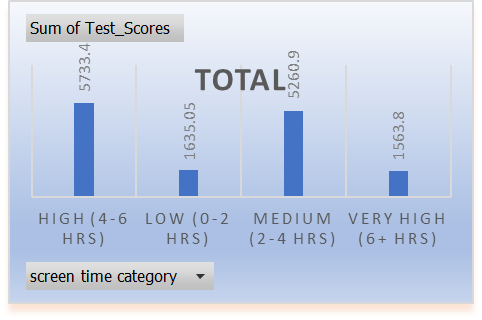 Sum of Test_Scores
TOTAL
5733.4
1635.05
5260.9
1563.8
HIGH (4-6 HRS)
LOW (0-2 HRS)
MEDIUM (2-4 HRS)
VERY HIGH (6+ HRS)
screen time category